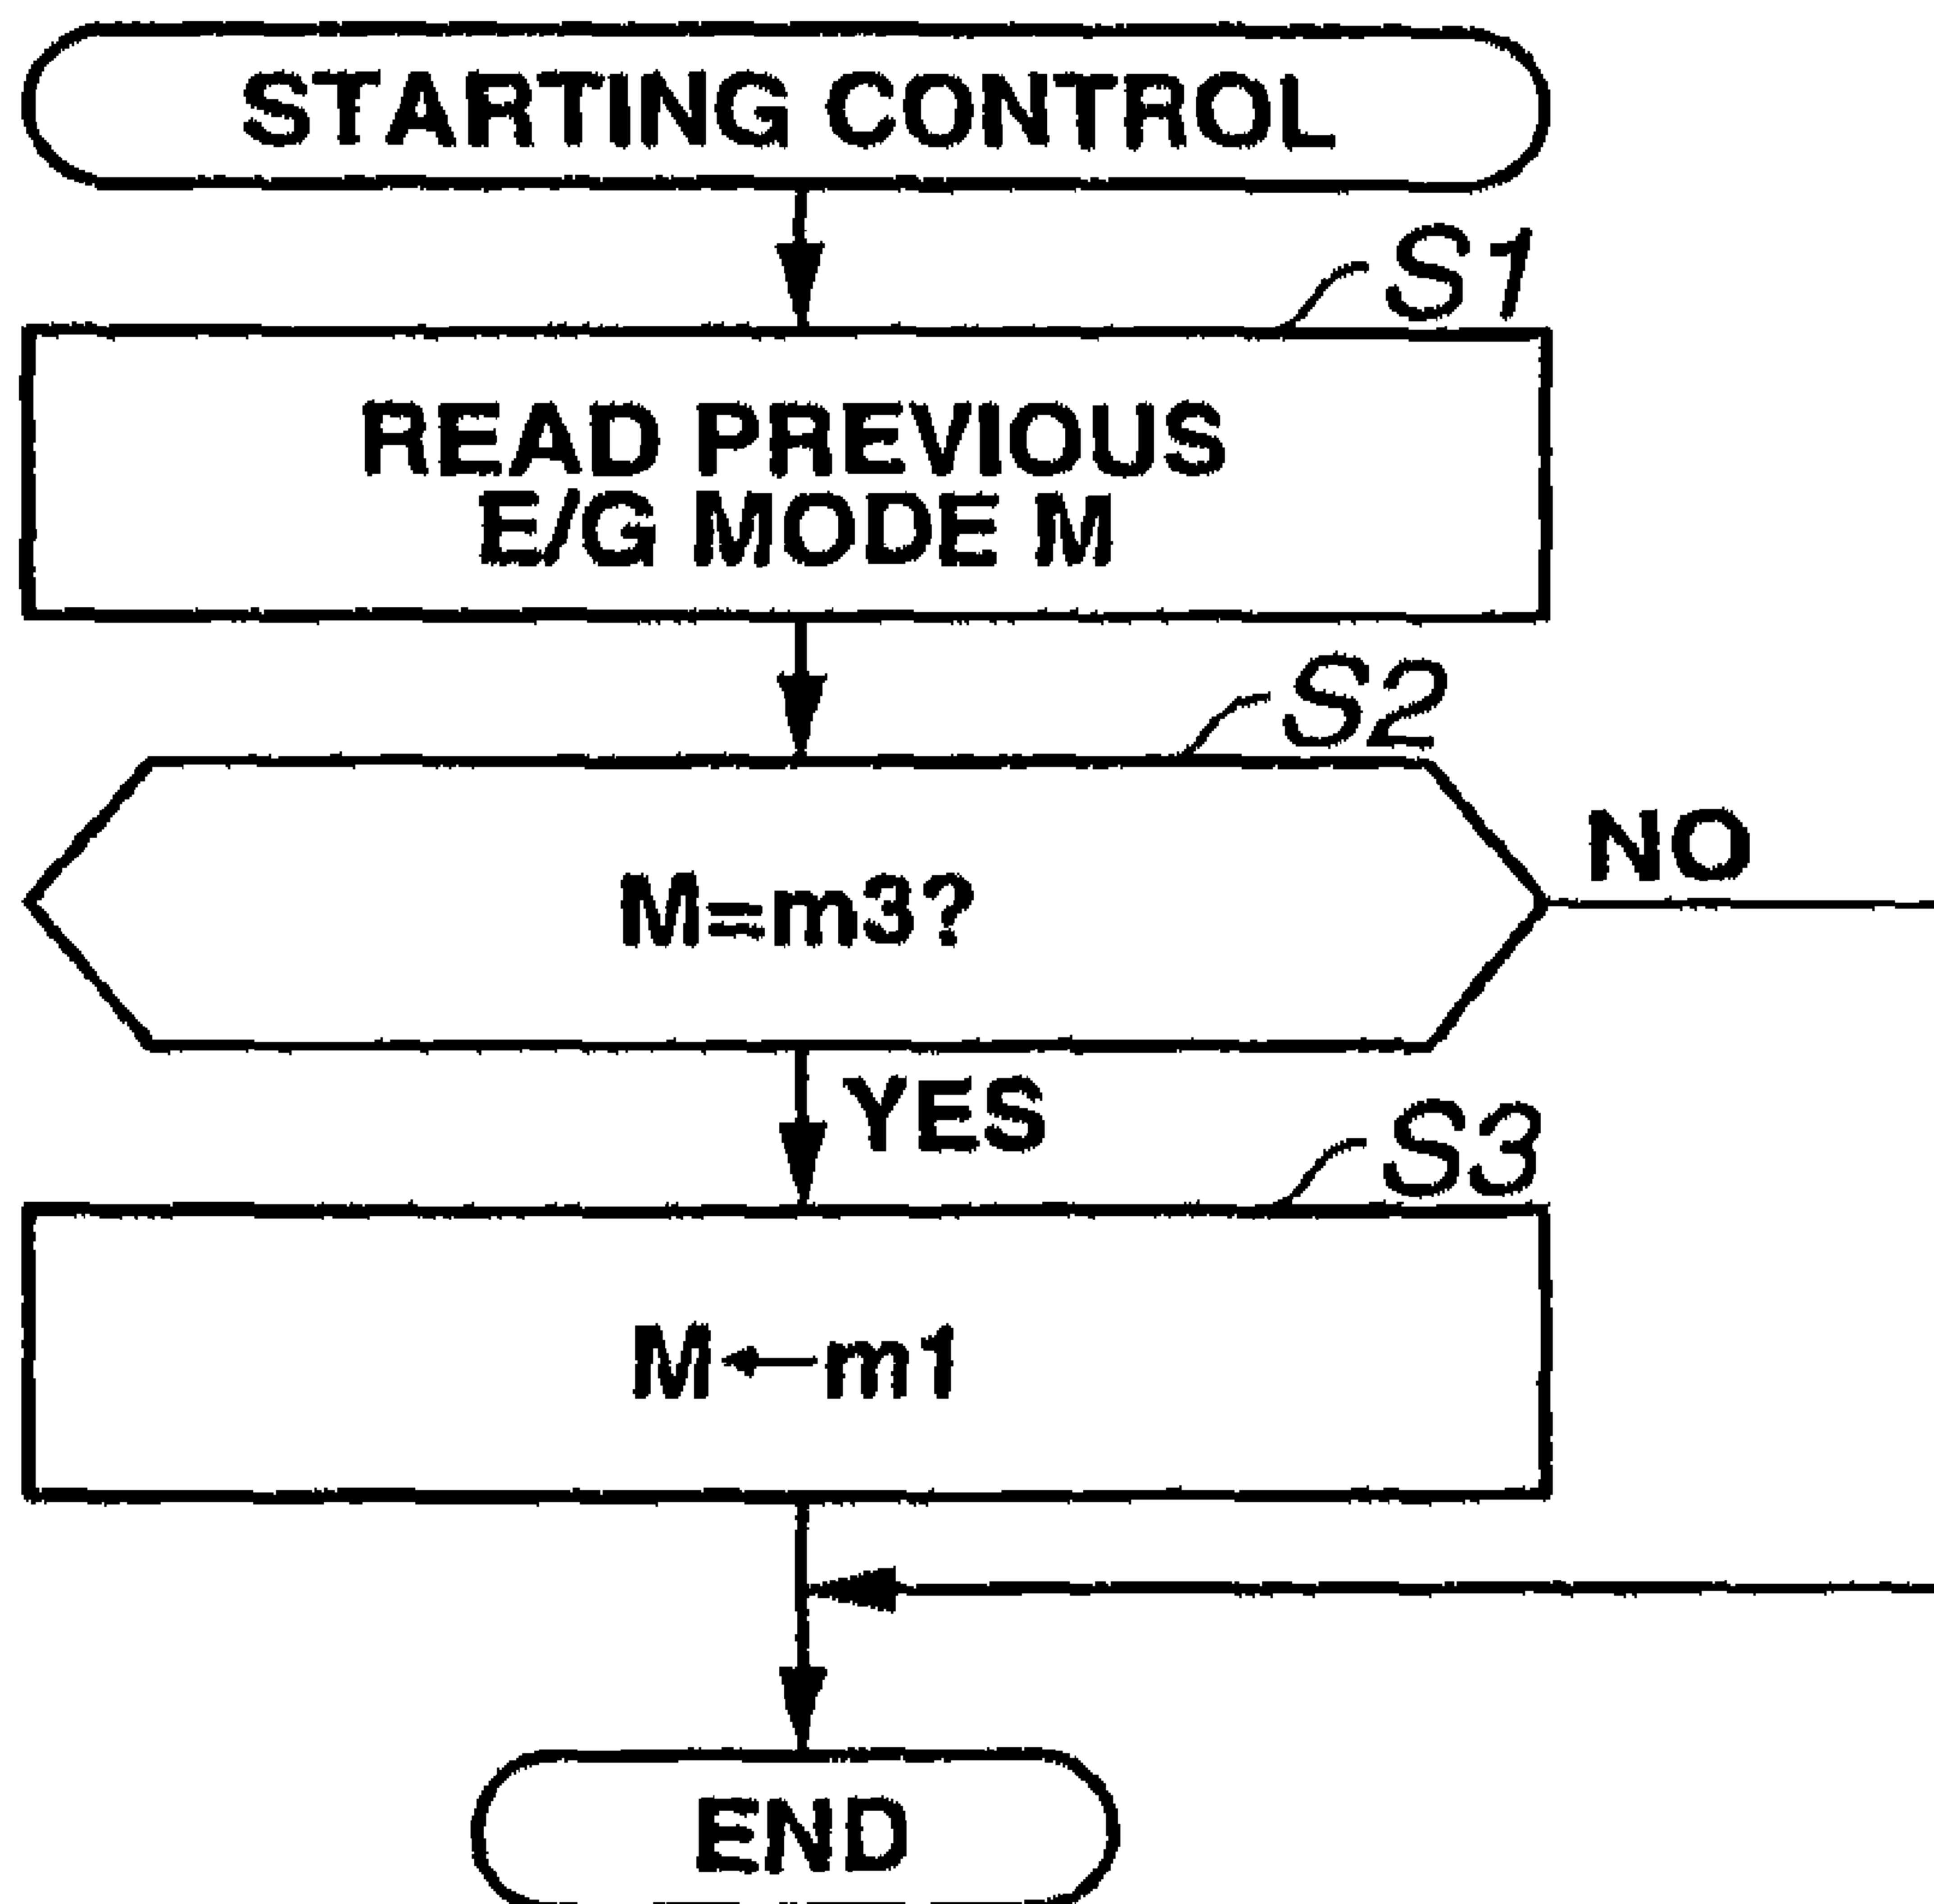 STARTING CONTROL
S1
READ PREVIOUS
E/G MODE M
S2
M=m3?
NO
YES
S3
M←m1
END